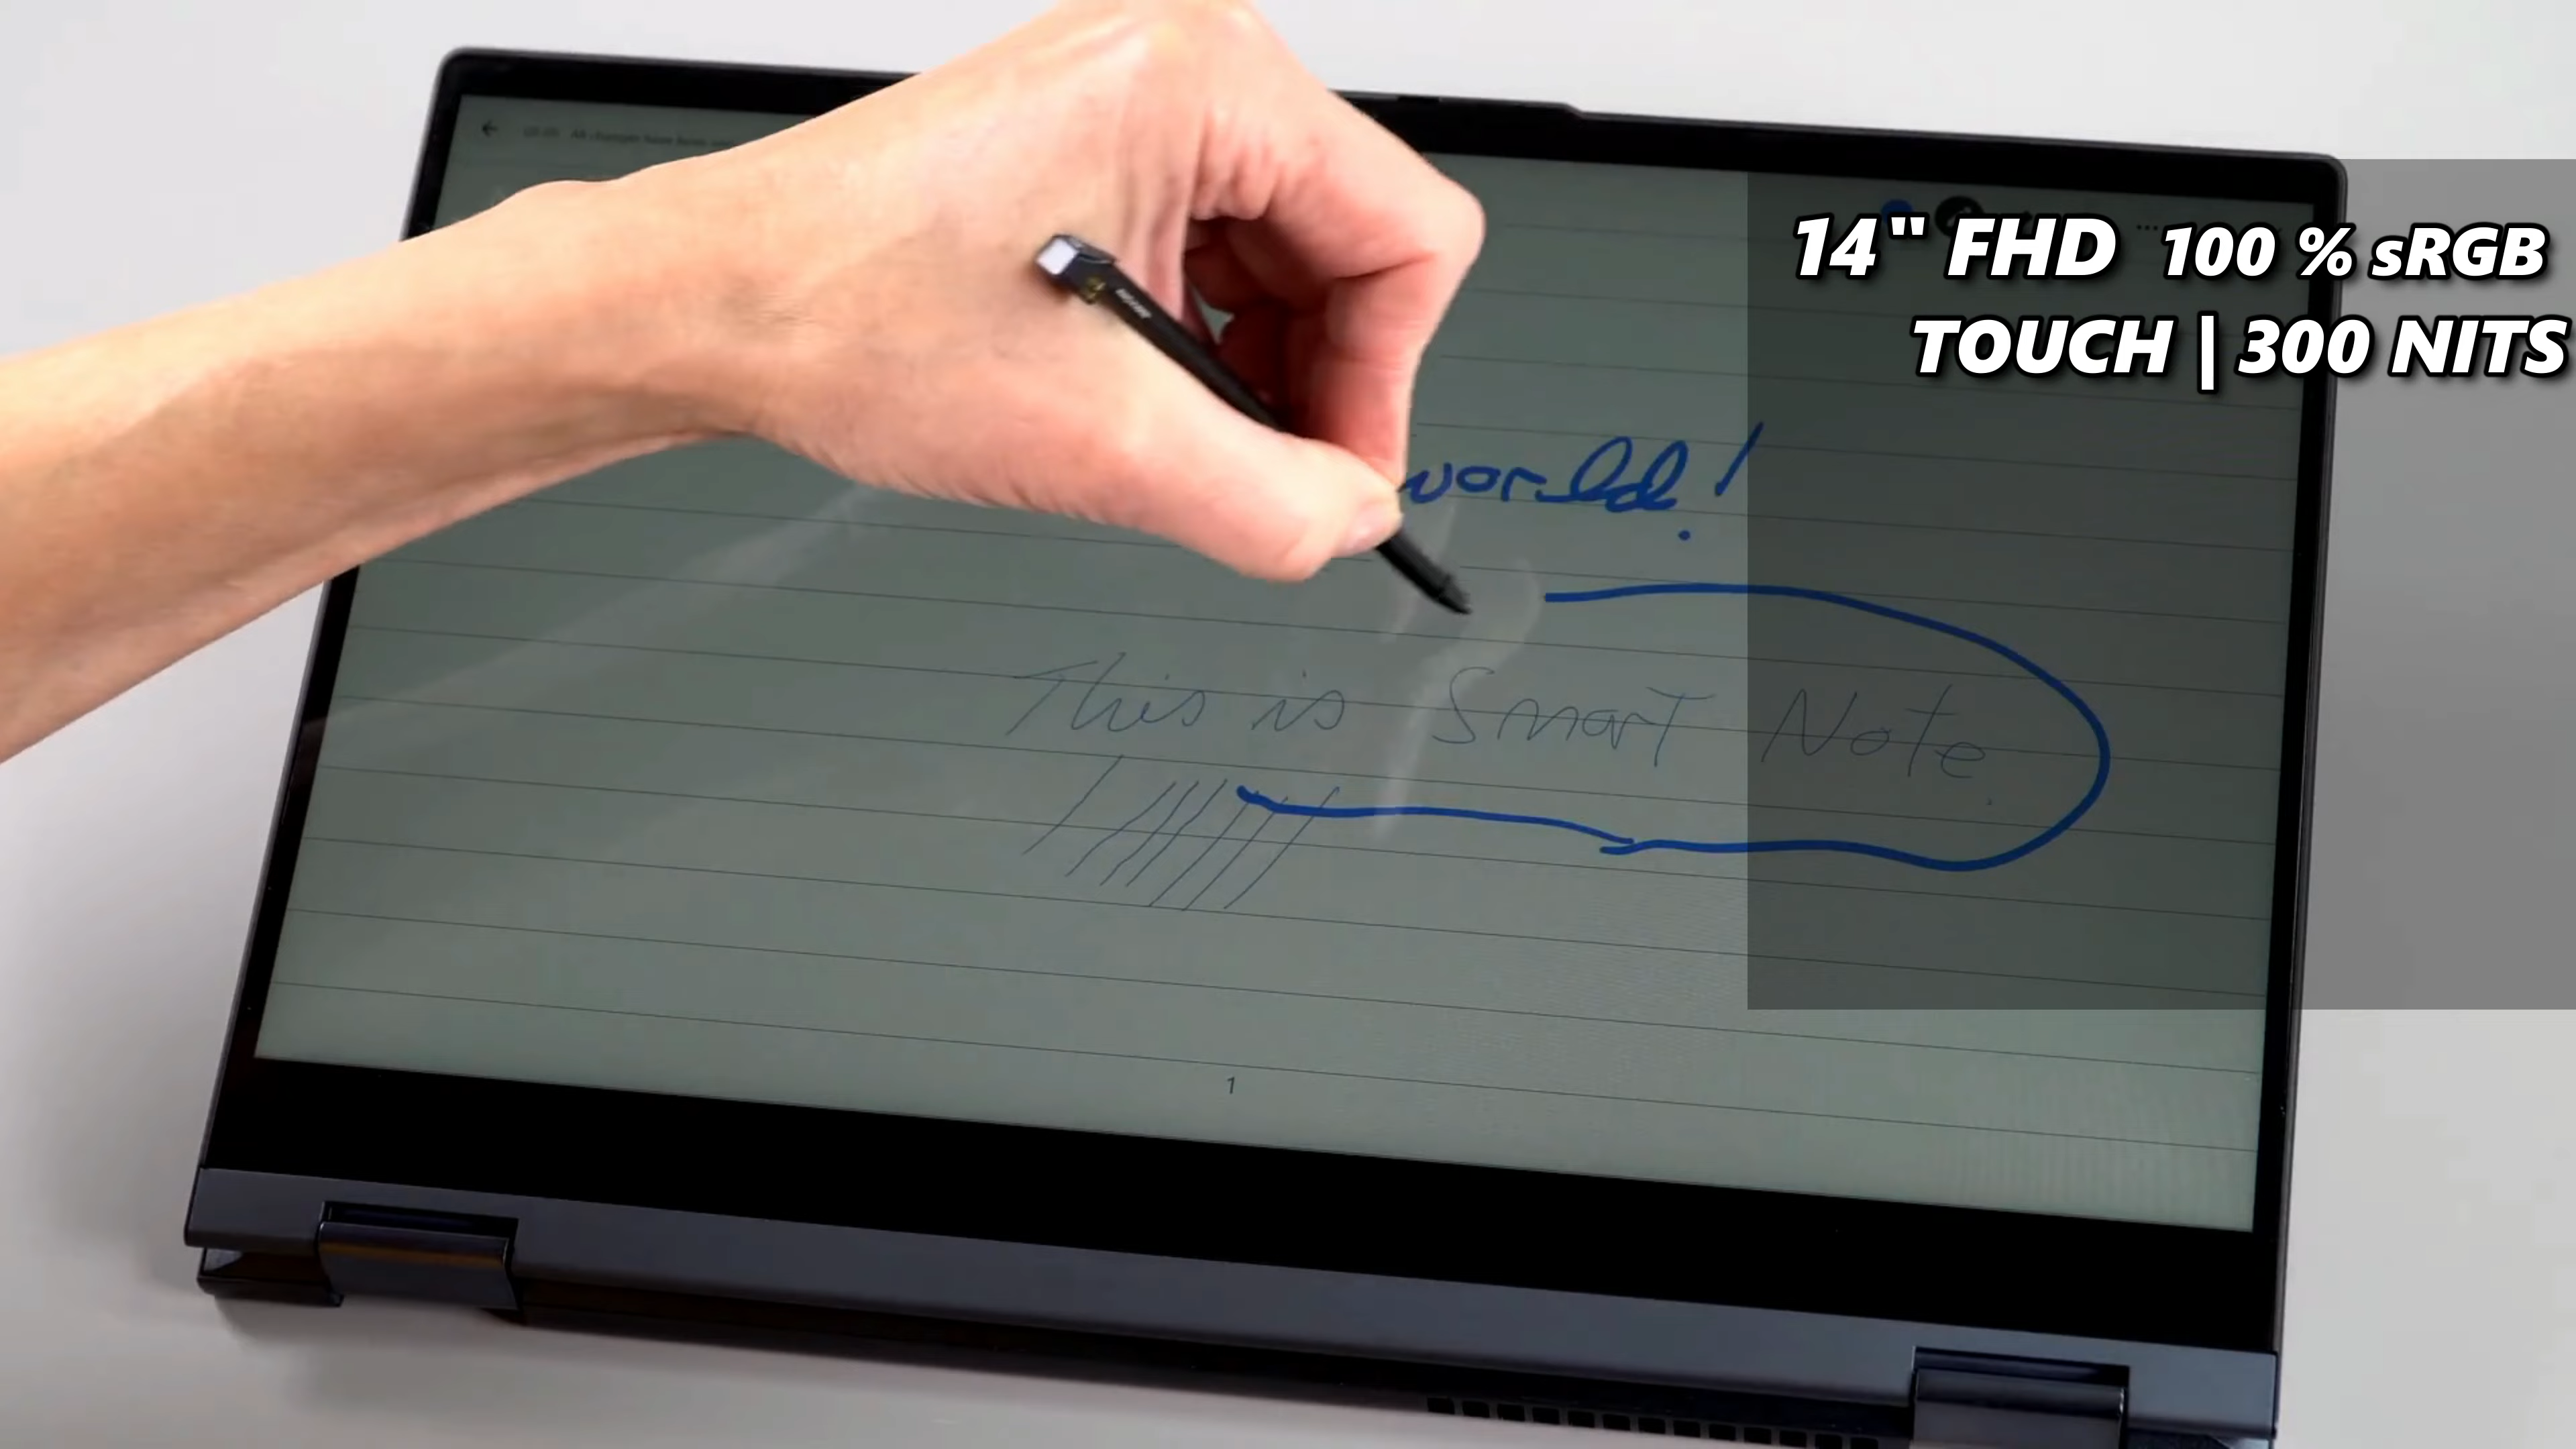 14" FHD 100 % sRGB
TOUCH | 300 NITS
world!
This is Smart Note.
1